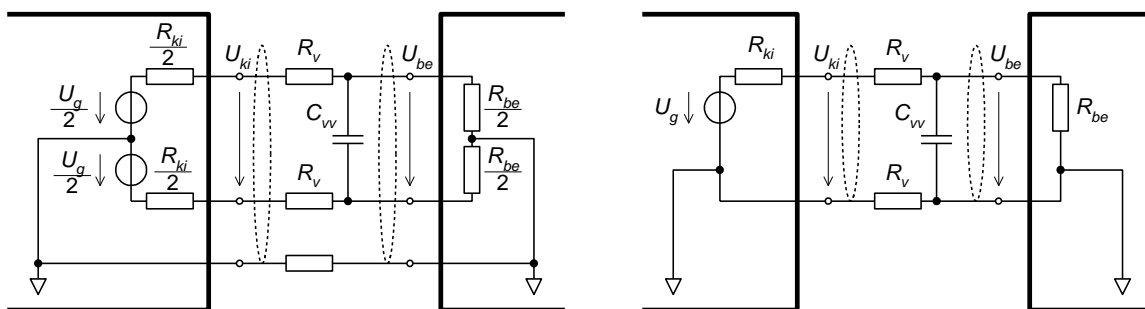 R_ki/2 U_ki R_v U_be
U_g/2 C_vv R_be/2
U_g/2 R_ki/2 R_v R_be/2
R_ki U_ki R_v U_be
U_g C_vv R_be
R_v